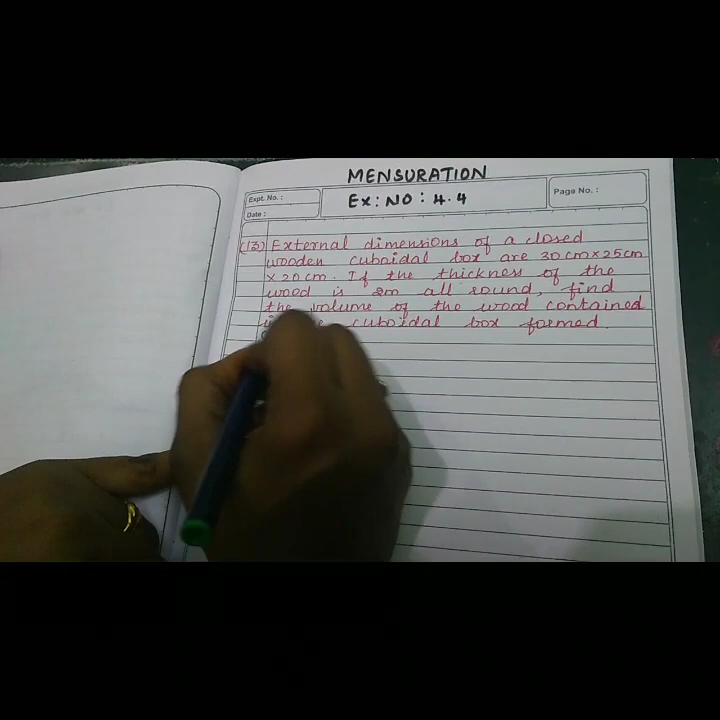 MENSURATION
Expt. No. :
Date :
Ex: NO : 4.4
Page No. :
(13) External dimensions of a closed
wooden cuboidal box are 30cm×25cm
×20cm. If the thickness of the
wood is 2m all round, find
the volume of the wood contained
cuboidal box formed.